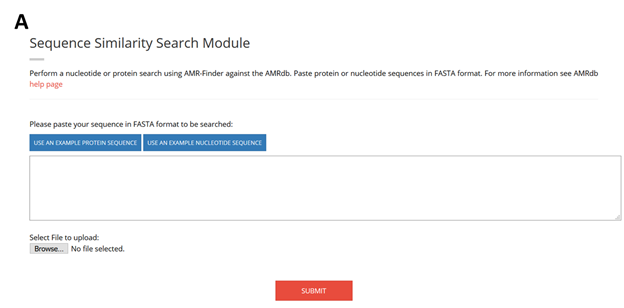 A
Sequence Similarity Search Module
Perform a nucleotide or protein search using AMR-Finder against the AMRdb. Paste protein or nucleotide sequences in FASTA format. For more information see AMRdb
help page
Please paste your sequence in FASTA format to be searched:
USE AN EXAMPLE PROTEIN SEQUENCE USE AN EXAMPLE NUCLEOTIDE SEQUENCE
Select File to upload:
Browse... No file selected.
SUBMIT